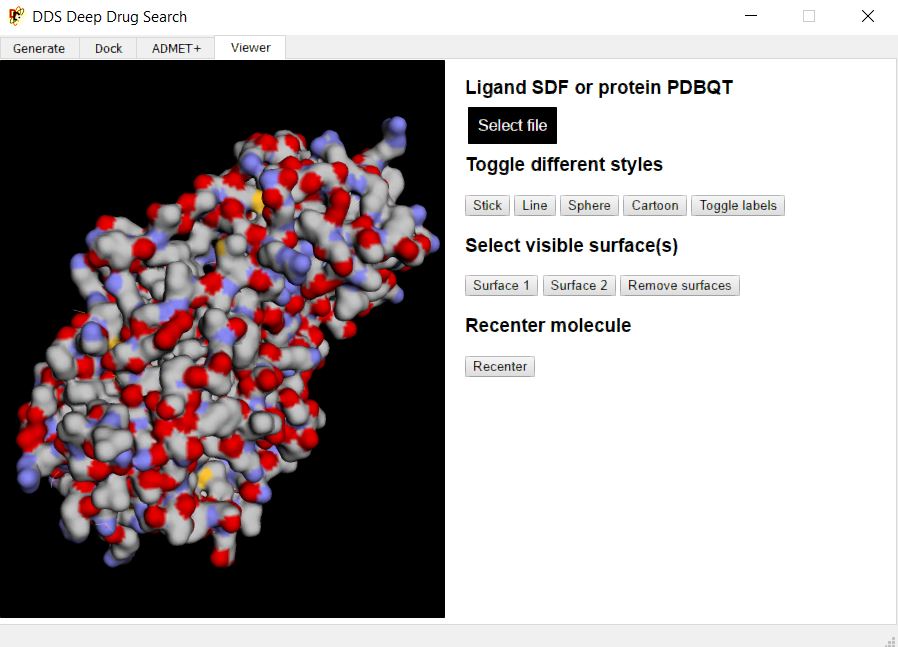 DDS Deep Drug Search
Generate Dock ADMET+ Viewer
Ligand SDF or protein PDBQT
Select file
Toggle different styles
Stick Line Sphere Cartoon Toggle labels
Select visible surface(s)
Surface 1 Surface 2 Remove surfaces
Recenter molecule
Recenter